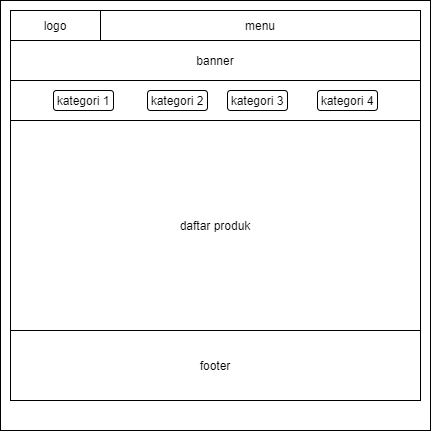 logo
menu
banner
kategori 1
kategori 2
kategori 3
kategori 4
daftar produk
footer